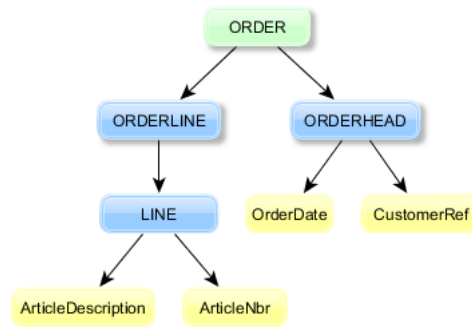 ORDER
ORDERLINE
ORDERHEAD
LINE
OrderDate
CustomerRef
ArticleDescription
ArticleNbr